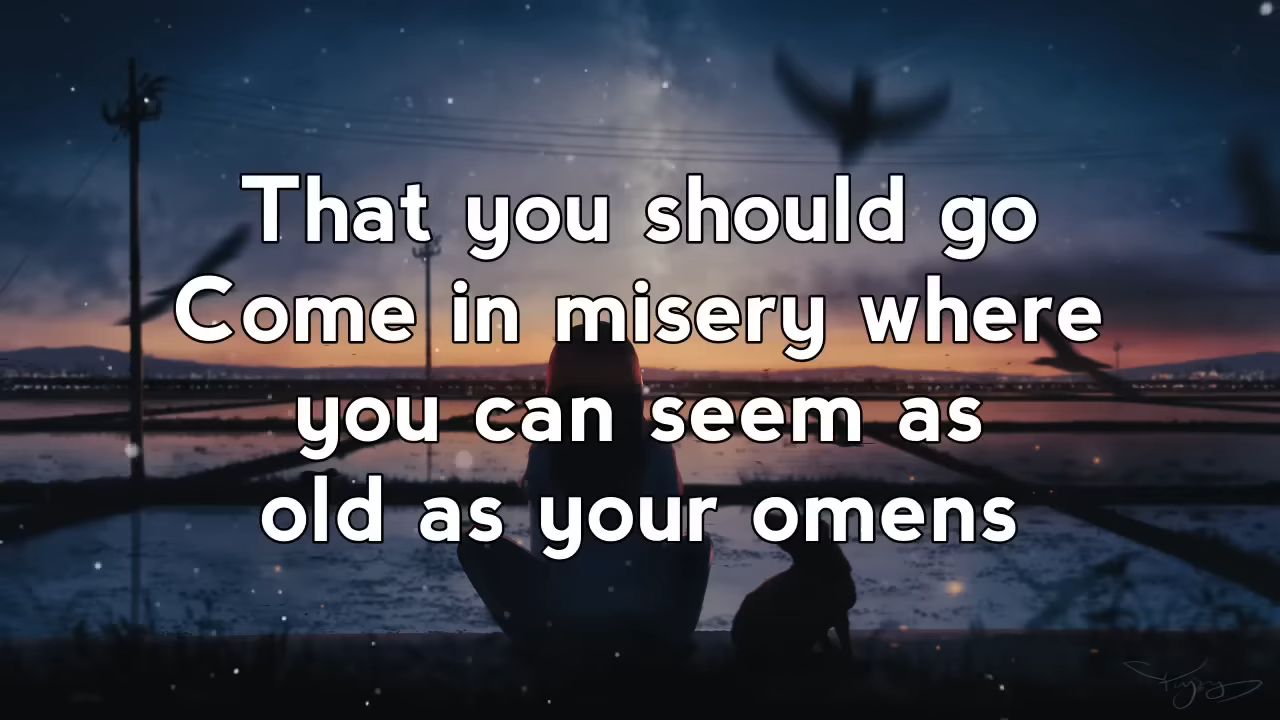 That you should go
Come in misery where
you can seem as
old as your omens